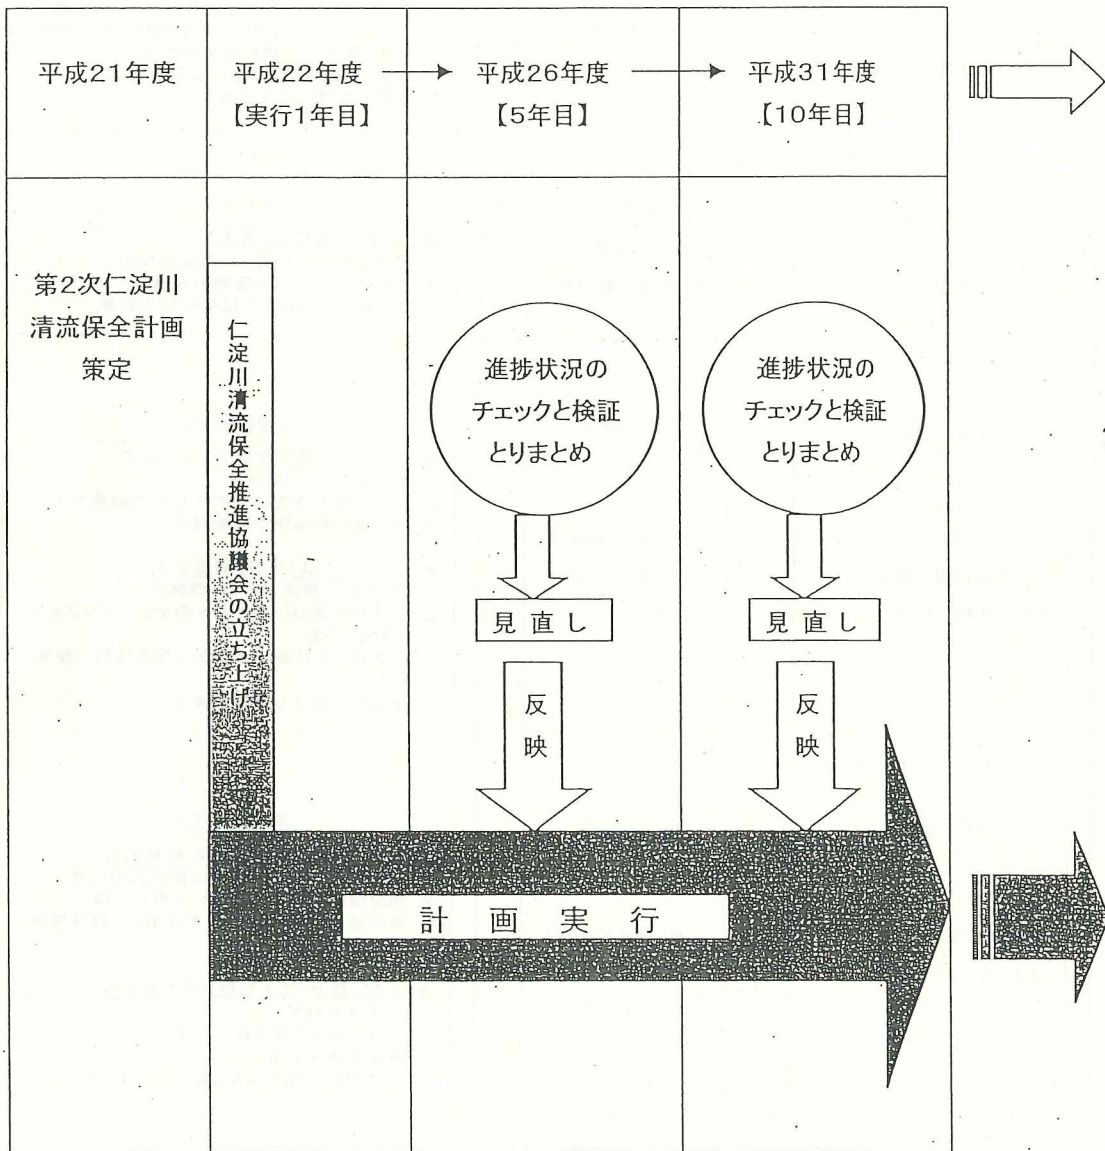 平成21年度
平成22年度
【実行1年目】
平成26年度
【5年目】
平成31年度
【10年目】
第2次仁淀川
清流保全計画
策定
仁淀川清流保全推進協議会の立ち上げ
進捗状況の
チェックと検証
とりまとめ
見直し
反映
進捗状況の
チェックと検証
とりまとめ
見直し
反映
計画実行